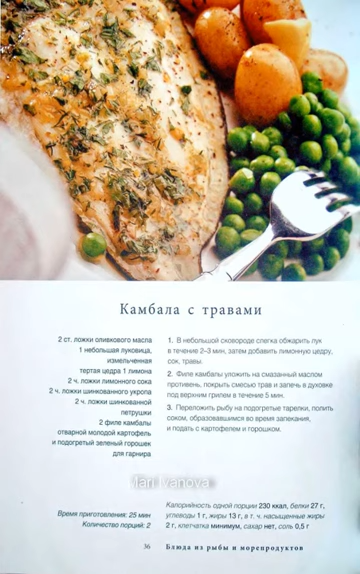 Камбала с травами
2 ст. ложки оливкового масла
1 небольшая луковица,
измельченная
тертая цедра 1 лимона
2 ч. ложки лимонного сока
2 ч. ложки шинкованного укропа
2 ч. ложки шинкованной
петрушки
2 филе камбалы
отварной молодой картофель
и подогретый зеленый горошек
для гарнира
1. В небольшой сковороде слегка обжарить лук
в течение 2–3 мин, затем добавить лимонную цедру,
сок, травы.
2. Филе камбалы уложить на смазанный маслом
противень, покрыть смесью трав и запечь в духовке
под верхним грилем в течение 5 мин.
3. Переложить рыбу на подогретые тарелки, полить
соком, образовавшимся во время запекания,
и подать с картофелем и горошком.
Mari Ivanova
Время приготовления: 25 мин
Количество порций: 2
Калорийность одной порции 230 ккал, белки 27 г,
углеводы 1 г, жиры 13 г, в т. ч. насыщенные жиры
2 г, клетчатка минимум, сахар нет, соль 0,5 г
36 Блюда из рыбы и морепродуктов